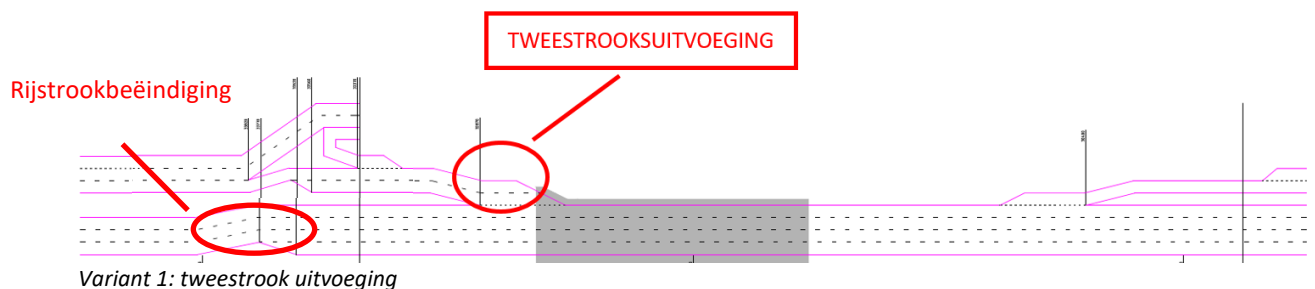 TWEESTROOKSUITVOEGING
Rijstrookbeëindiging
Variant 1: tweestrook uitvoeging